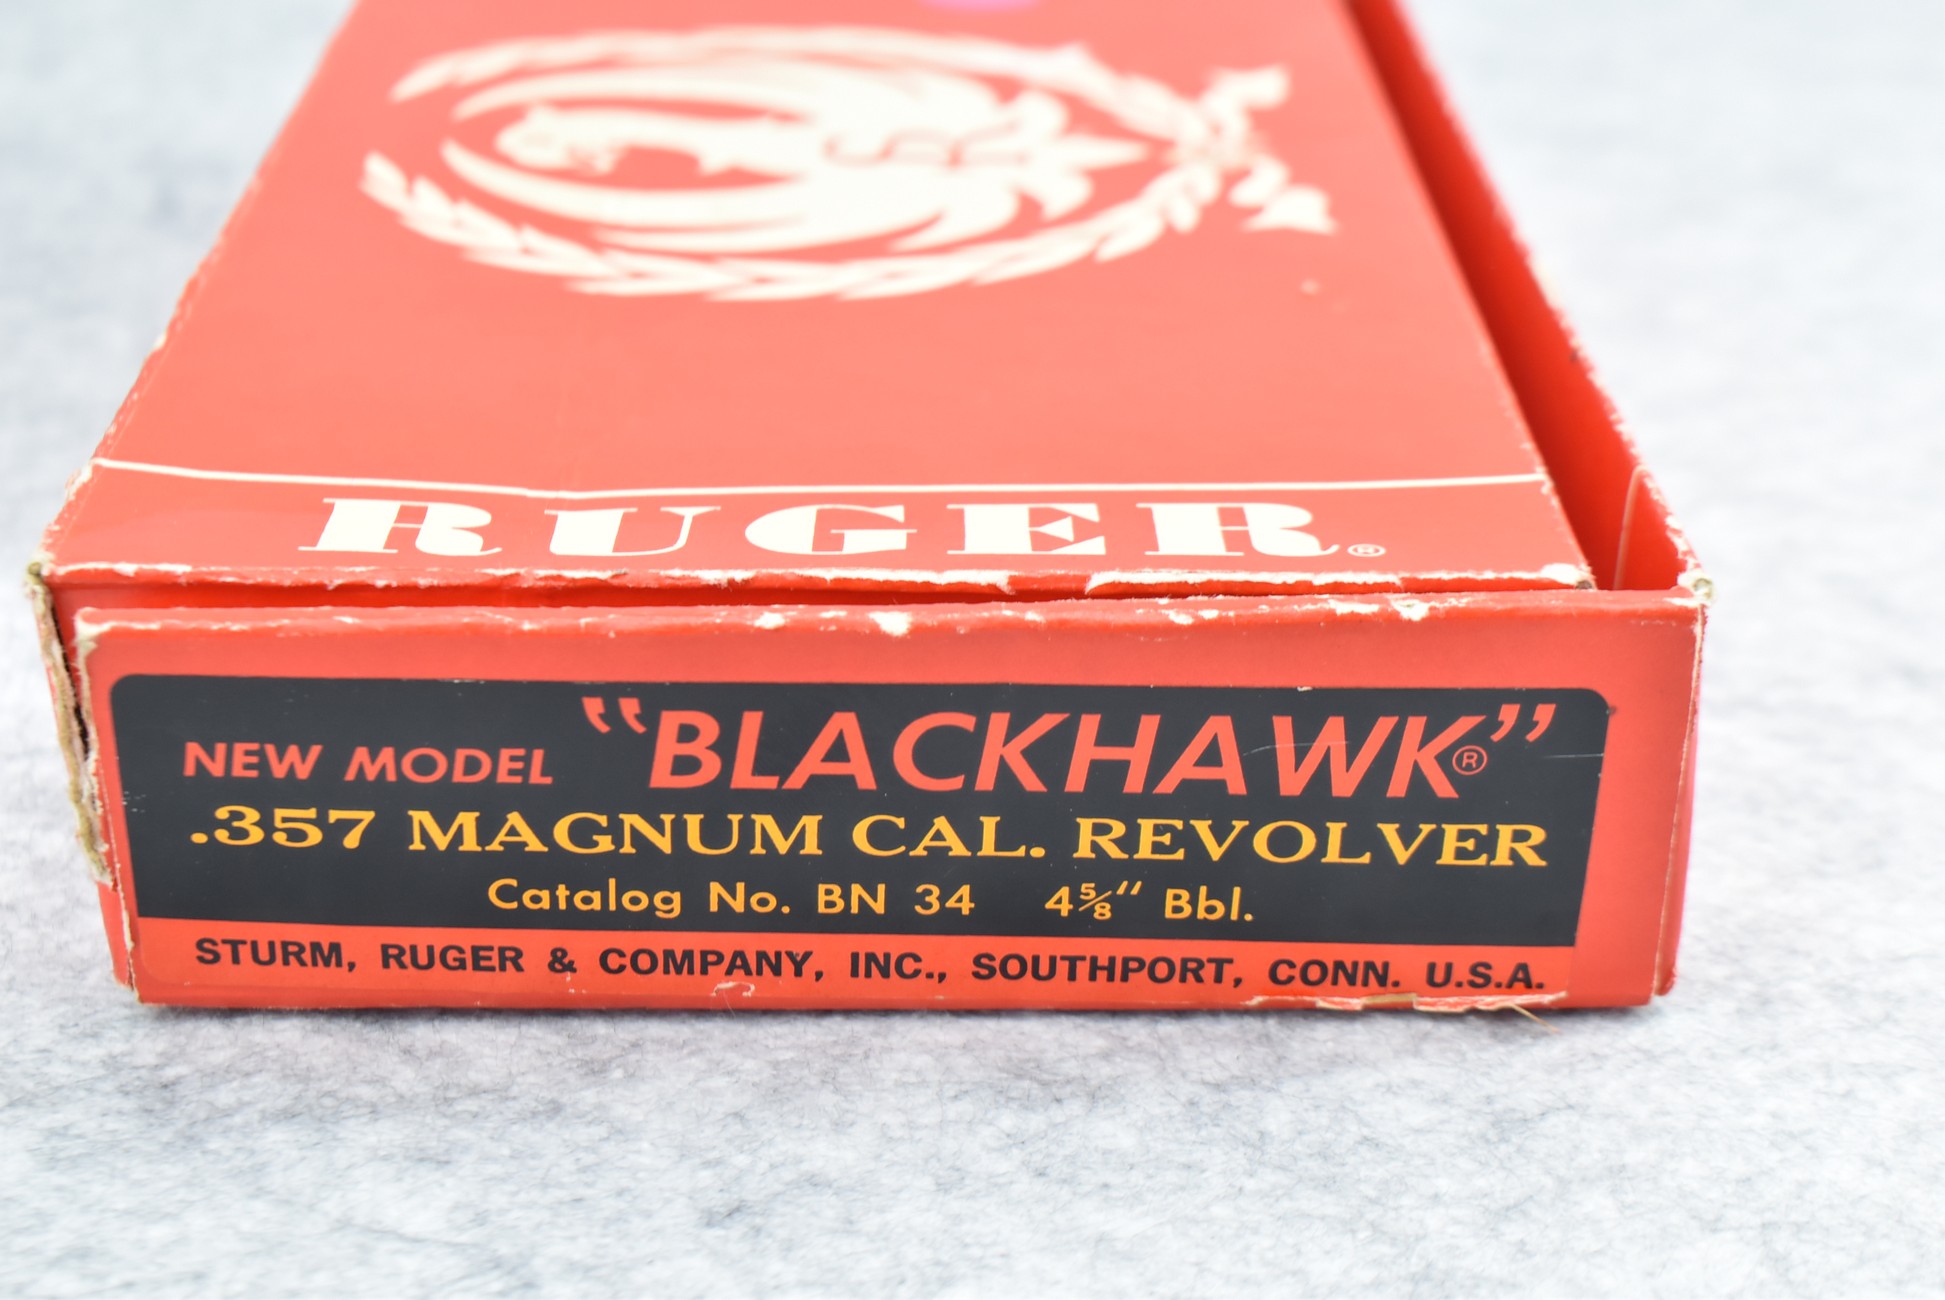 RUGER®
NEW MODEL “BLACKHAWK®”
.357 MAGNUM CAL. REVOLVER
Catalog No. BN 34 4⅝" Bbl.
STURM, RUGER & COMPANY, INC., SOUTHPORT, CONN. U.S.A.